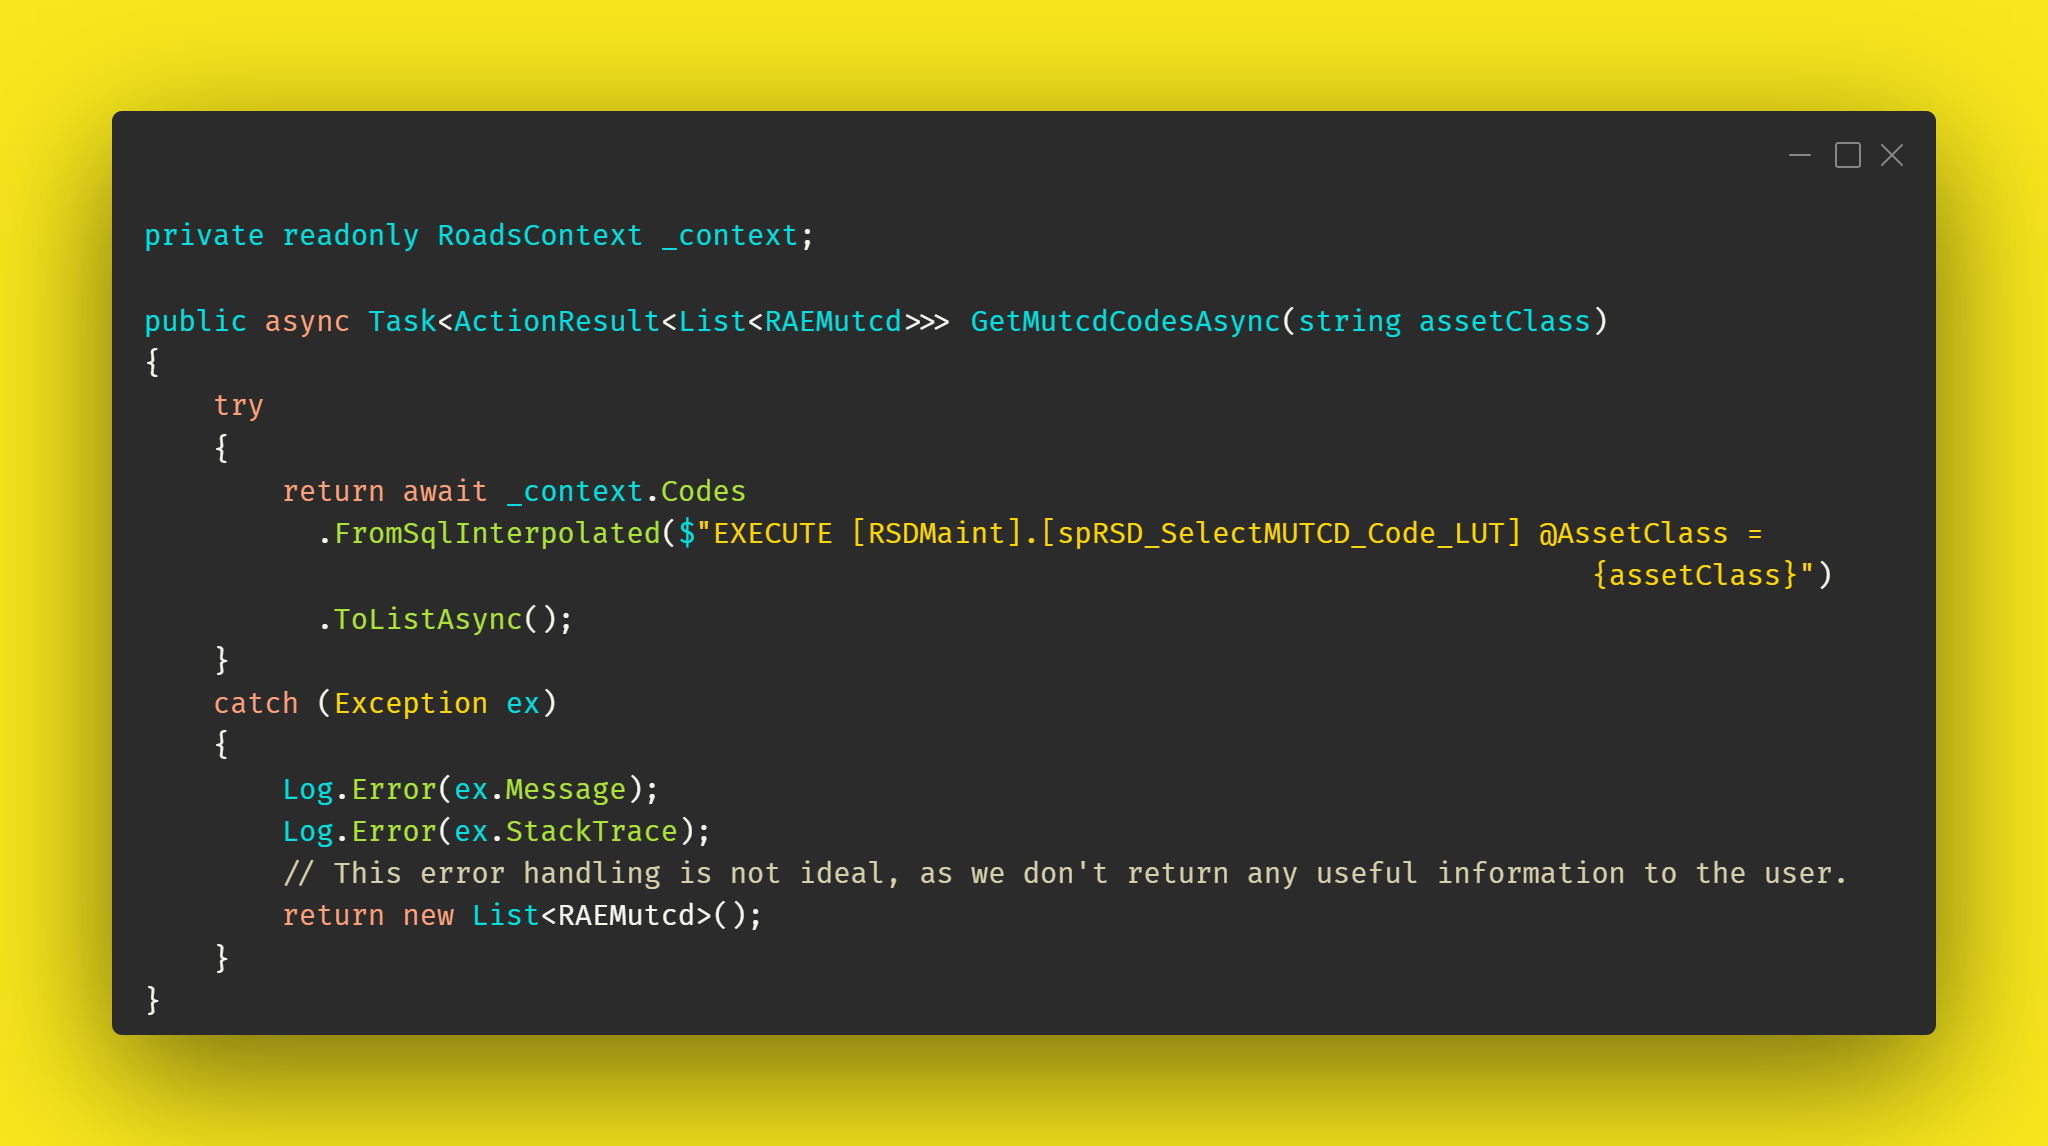 private readonly RoadsContext _context;
public async Task<ActionResult<List<RAEMutcd>>> GetMutcdCodesAsync(string assetClass)
{
try
{
return await _context.Codes
.FromSqlInterpolated($"EXECUTE [RSDMaint].[spRSD_SelectMUTCD_Code_LUT] @AssetClass =
{assetClass}")
.ToListAsync();
}
catch (Exception ex)
{
Log.Error(ex.Message);
Log.Error(ex.StackTrace);
// This error handling is not ideal, as we don't return any useful information to the user.
return new List<RAEMutcd>();
}
}